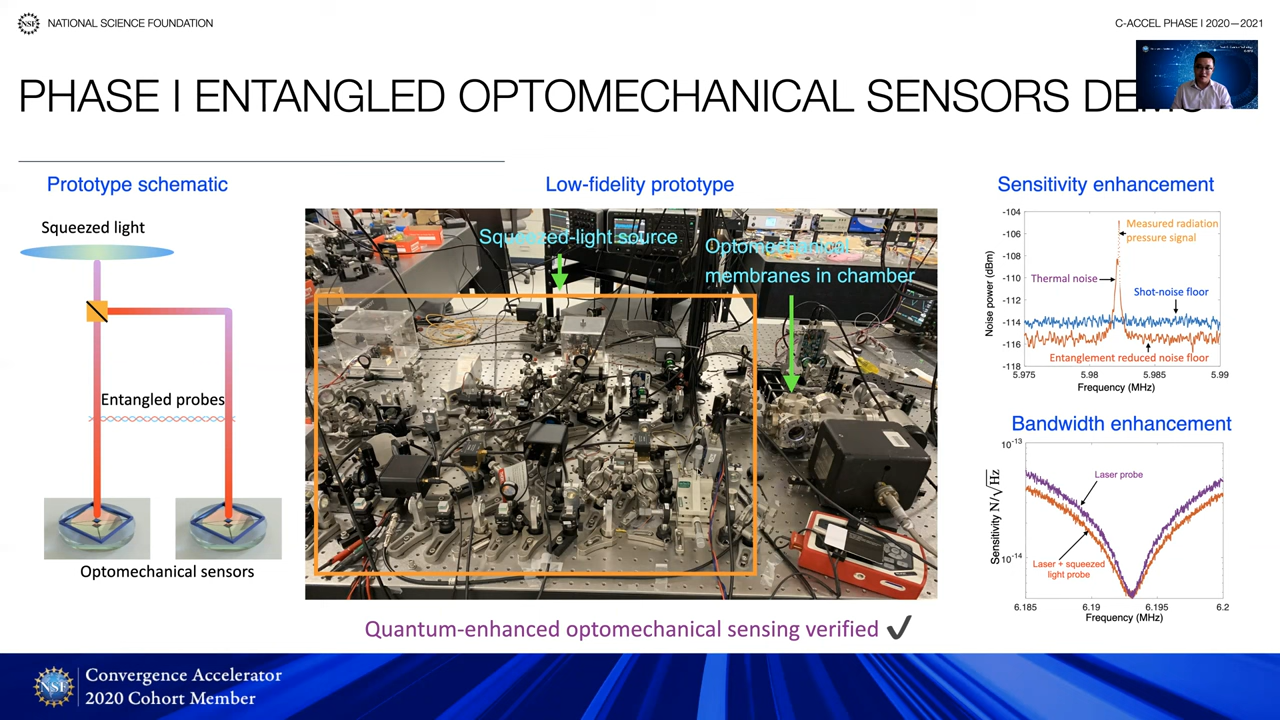 NATIONAL SCIENCE FOUNDATION
C-ACCEL PHASE I 2020—2021
PHASE I ENTANGLED OPTOMECHANICAL SENSORS
Prototype schematic
Squeezed light
Entangled probes
Optomechanical sensors
Low-fidelity prototype
Squeezed-light source
Optomechanical
membranes in chamber
Quantum-enhanced optomechanical sensing verified ✔
Sensitivity enhancement
Noise power (dBm)
-104
-106
-108
-110
-112
-114
-116
-118
Measured radiation
pressure signal
Thermal noise
Shot-noise floor
Entanglement reduced noise floor
5.975 5.98 5.985 5.99
Frequency (MHz)
Bandwidth enhancement
Sensitivity N/√Hz
10⁻¹³
10⁻¹⁴
Laser probe
Laser + squeezed
light probe
6.185 6.19 6.195 6.2
Frequency (MHz)
NSF
Convergence Accelerator
2020 Cohort Member